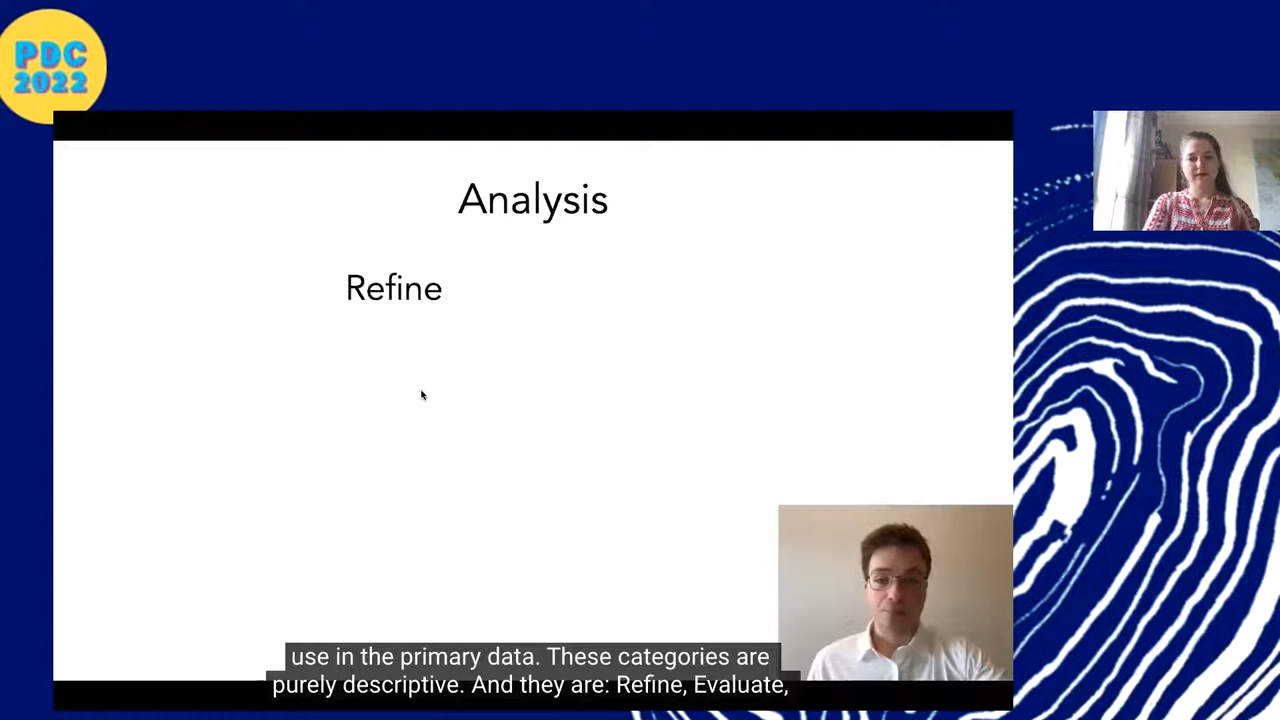 PDC
2022
Analysis
Refine
use in the primary data. These categories are
purely descriptive. And they are: Refine, Evaluate,